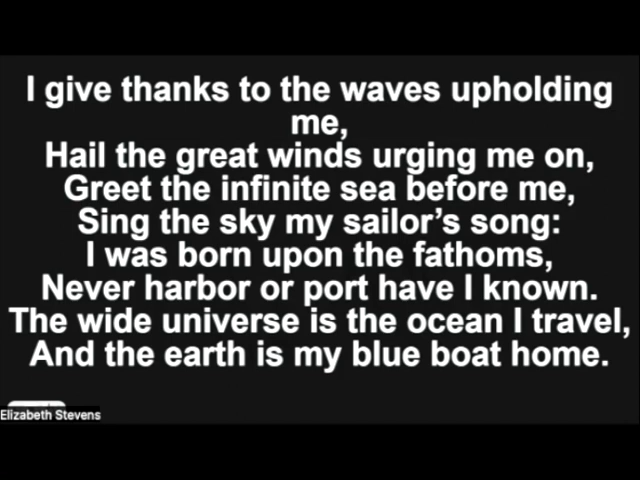 I give thanks to the waves upholding
me,
Hail the great winds urging me on,
Greet the infinite sea before me,
Sing the sky my sailor’s song:
I was born upon the fathoms,
Never harbor or port have I known.
The wide universe is the ocean I travel,
And the earth is my blue boat home.
Elizabeth Stevens